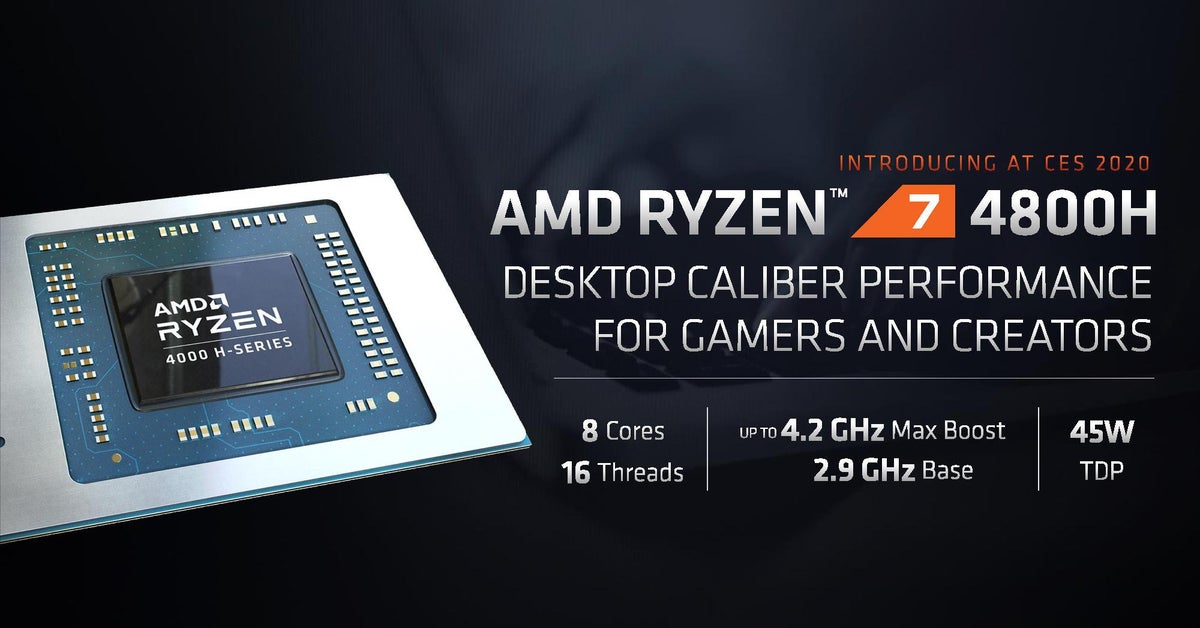 INTRODUCING AT CES 2020
AMD RYZEN™ 7 4800H
DESKTOP CALIBER PERFORMANCE
FOR GAMERS AND CREATORS
8 Cores
16 Threads
UP TO 4.2 GHz Max Boost
2.9 GHz Base
45W
TDP
AMD
RYZEN
4000 H-SERIES